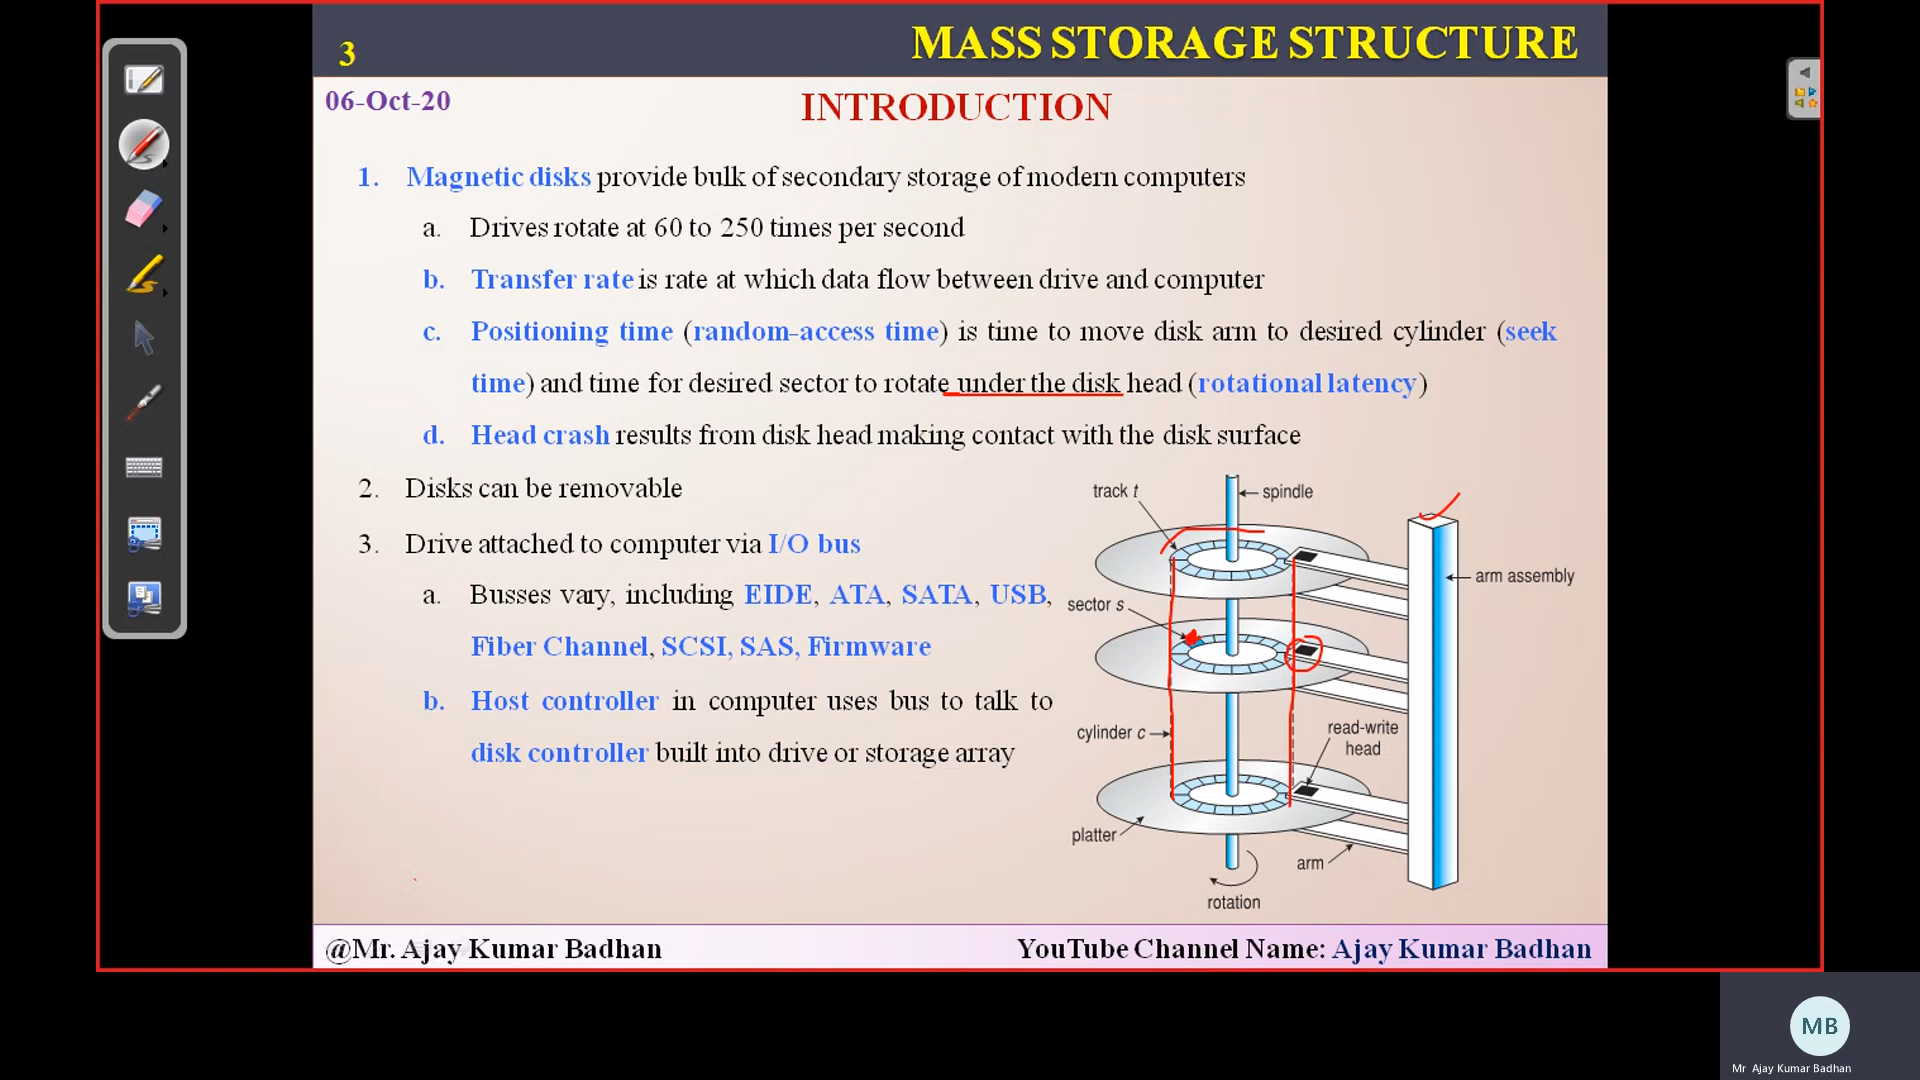 3
MASS STORAGE STRUCTURE
06-Oct-20
INTRODUCTION
1. Magnetic disks provide bulk of secondary storage of modern computers
a. Drives rotate at 60 to 250 times per second
b. Transfer rate is rate at which data flow between drive and computer
c. Positioning time (random-access time) is time to move disk arm to desired cylinder (seek
time) and time for desired sector to rotate under the disk head (rotational latency)
d. Head crash results from disk head making contact with the disk surface
2. Disks can be removable
3. Drive attached to computer via I/O bus
a. Busses vary, including EIDE, ATA, SATA, USB,
Fiber Channel, SCSI, SAS, Firmware
b. Host controller in computer uses bus to talk to
disk controller built into drive or storage array
track t
spindle
arm assembly
sector s
cylinder c
read-write
head
platter
arm
rotation
@Mr. Ajay Kumar Badhan
YouTube Channel Name: Ajay Kumar Badhan
MB
Mr Ajay Kumar Badhan